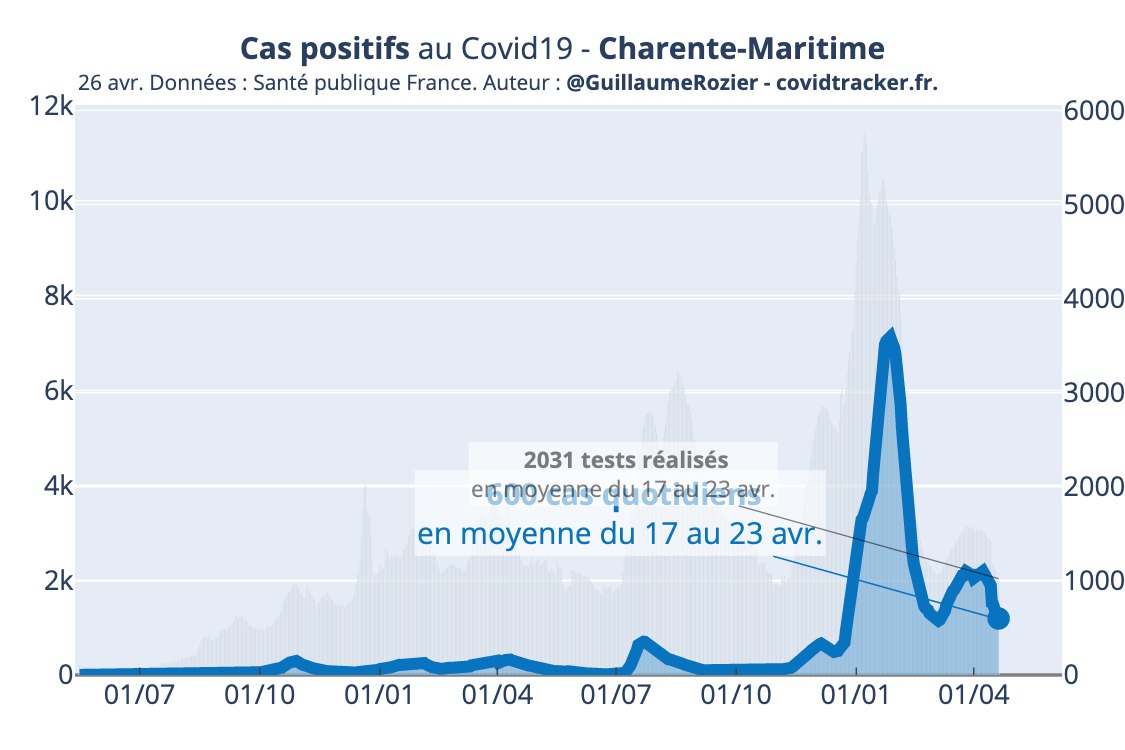 Cas positifs au Covid19 - Charente-Maritime
26 avr. Données : Santé publique France. Auteur : @GuillaumeRozier - covidtracker.fr.
12k
6000
10k
5000
8k
4000
6k
3000
2031 tests réalisés
en moyenne du 17 au 23 avr.
4k
600 cas quotidiens
2000
en moyenne du 17 au 23 avr.
2k
1000
0
0
01/07 01/10 01/01 01/04 01/07 01/10 01/01 01/04